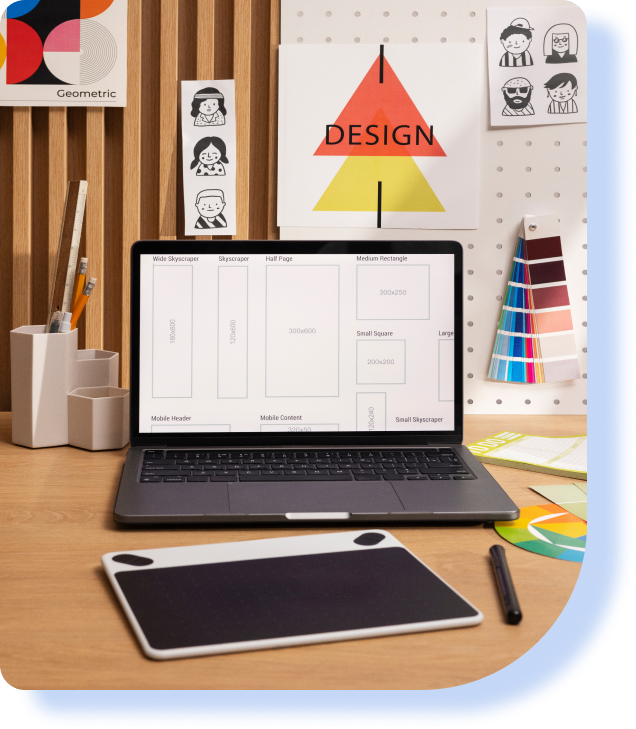 Geometric
DESIGN
Wide Skyscraper
Skyscraper
Half Page
Medium Rectangle
160x600
120x600
300x600
300x250
Small Square
Large
200x200
Mobile Header
Mobile Content
320x50
120x240
Small Skyscraper